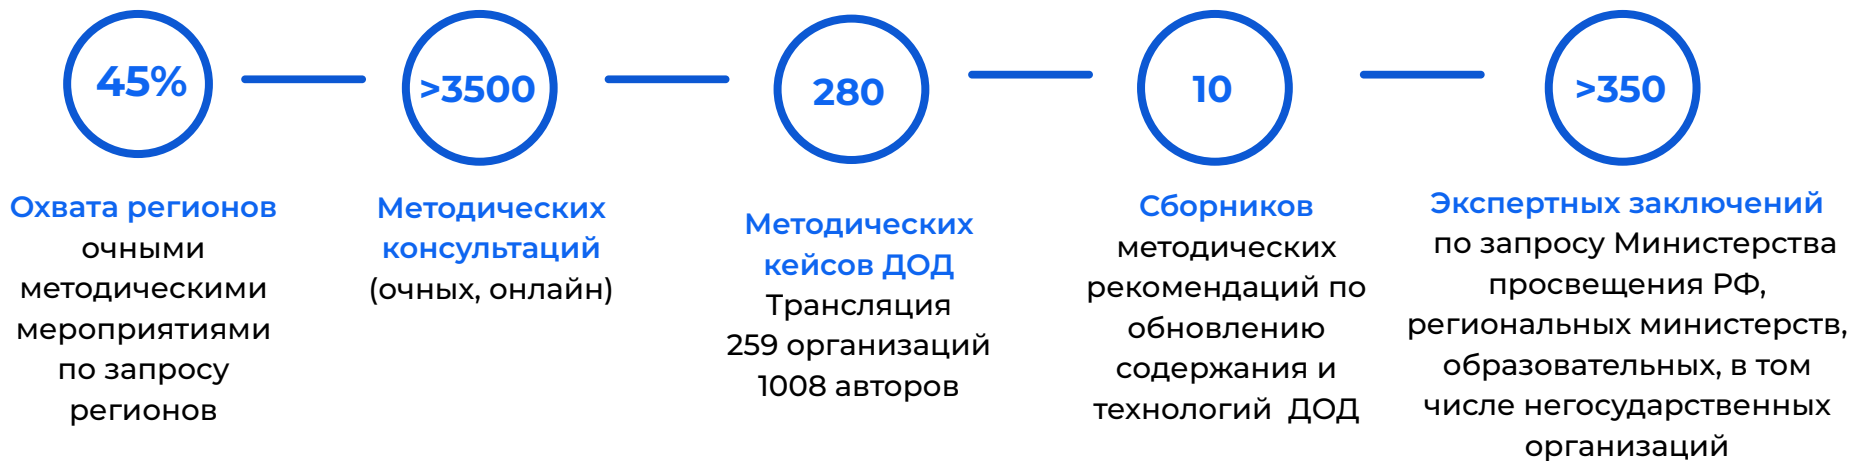 45%
Охвата регионов
очными
методическими
мероприятиями
по запросу
регионов
>3500
Методических
консультаций
(очных, онлайн)
280
Методических
кейсов ДОД
Трансляция
259 организаций
1008 авторов
10
Сборников
методических
рекомендаций по
обновлению
содержания и
технологий ДОД
>350
Экспертных заключений
по запросу Министерства
просвещения РФ,
региональных министерств,
образовательных, в том
числе негосударственных
организаций